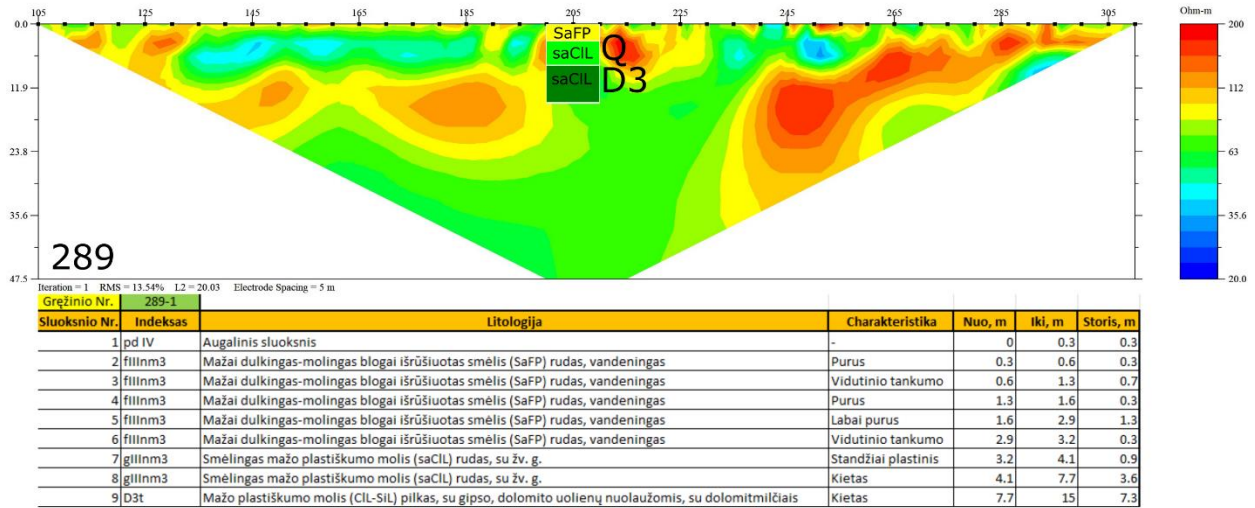 105 125 145 165 185 205 225 245 265 285 305
Ohm-m
0.0
11.9
23.8
35.6
47.5
200
112
63
35.6
20.0
SaFP
saClL Q
saClL D3
289
Iteration = 1 RMS = 13.54% L2 = 20.03 Electrode Spacing = 5 m
Gręžinio Nr. 289-1
Sluoksnio Nr. Indeksas Litologija Charakteristika Nuo, m Iki, m Storis, m
1 pd IV Augalinis sluoksnis - 0 0.3 0.3
2 fIIInm3 Mažai dulkingas-molingas blogai išrūšiuotas smėlis (SaFP) rudas, vandeningas Purus 0.3 0.6 0.3
3 fIIInm3 Mažai dulkingas-molingas blogai išrūšiuotas smėlis (SaFP) rudas, vandeningas Vidutinio tankumo 0.6 1.3 0.7
4 fIIInm3 Mažai dulkingas-molingas blogai išrūšiuotas smėlis (SaFP) rudas, vandeningas Purus 1.3 1.6 0.3
5 fIIInm3 Mažai dulkingas-molingas blogai išrūšiuotas smėlis (SaFP) rudas, vandeningas Labai purus 1.6 2.9 1.3
6 fIIInm3 Mažai dulkingas-molingas blogai išrūšiuotas smėlis (SaFP) rudas, vandeningas Vidutinio tankumo 2.9 3.2 0.3
7 gIIInm3 Smėlingas mažo plastiškumo molis (saClL) rudas, su žv. g. Standžiai plastinis 3.2 4.1 0.9
8 gIIInm3 Smėlingas mažo plastiškumo molis (saClL) rudas, su žv. g. Kietas 4.1 7.7 3.6
9 D3t Mažo plastiškumo molis (ClL-SiL) pilkas, su gipso, dolomito uolienų nuolaužomis, su dolomitmilčiais Kietas 7.7 15 7.3